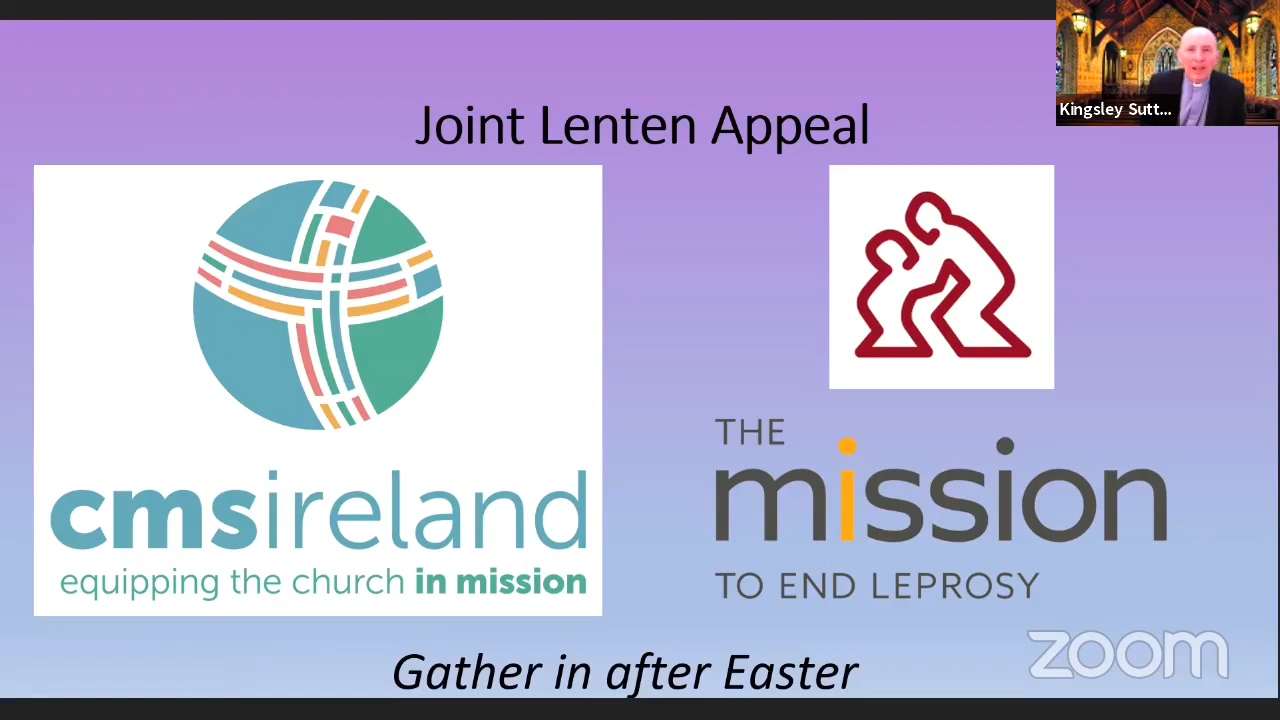 Kingsley Sutt...
Joint Lenten Appeal
cmsireland
equipping the church in mission
THE
mission
TO END LEPROSY
zoom
Gather in after Easter